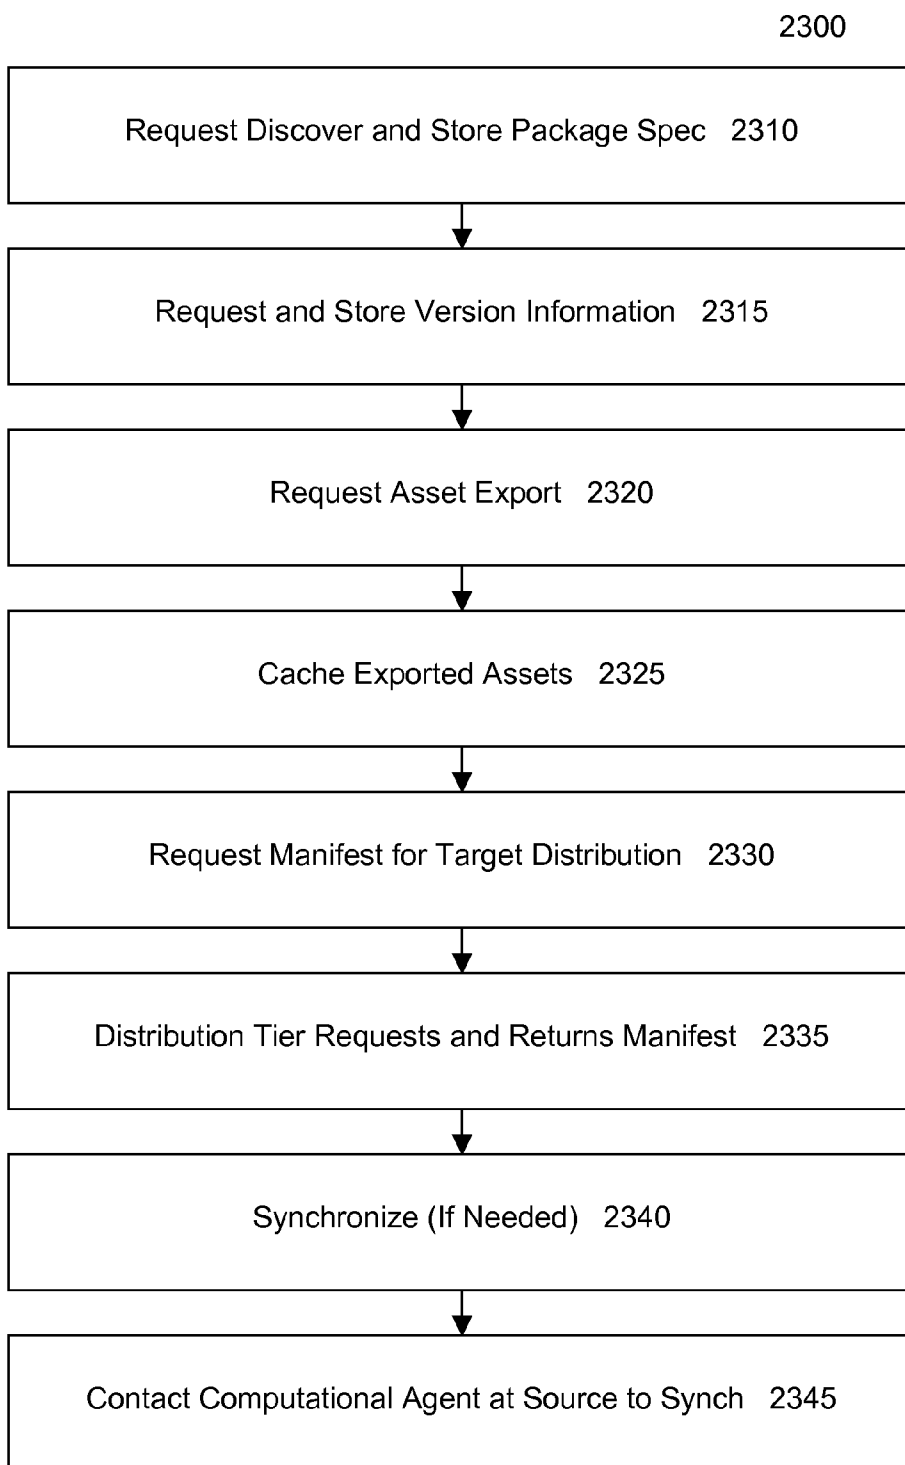 2300
Request Discover and Store Package Spec 2310
Request and Store Version Information 2315
Request Asset Export 2320
Cache Exported Assets 2325
Request Manifest for Target Distribution 2330
Distribution Tier Requests and Returns Manifest 2335
Synchronize (If Needed) 2340
Contact Computational Agent at Source to Synch 2345